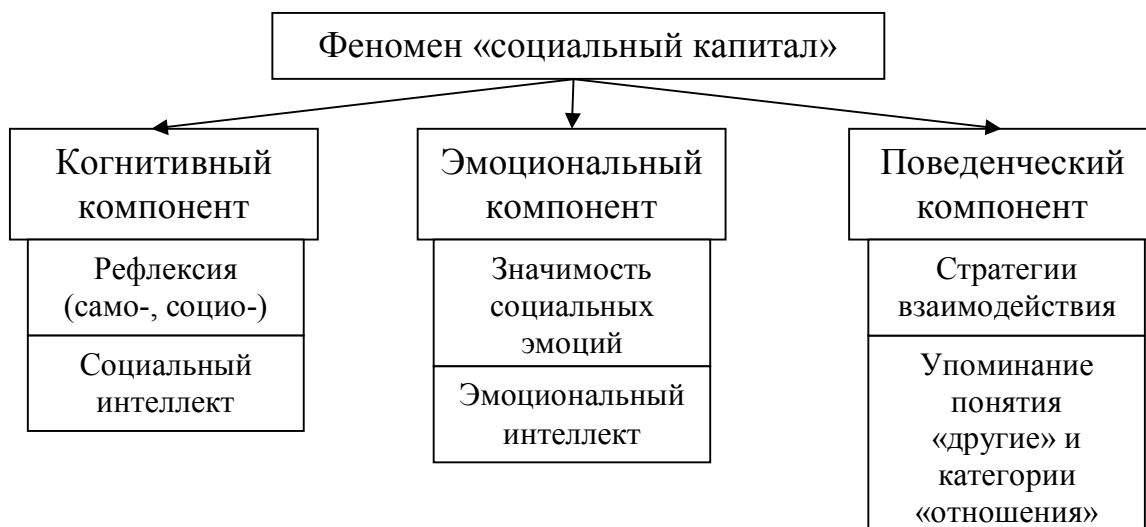 Феномен «социальный капитал»
Когнитивный
компонент
Рефлексия
(само-, социо-)
Социальный
интеллект
Эмоциональный
компонент
Значимость
социальных
эмоций
Эмоциональный
интеллект
Поведенческий
компонент
Стратегии
взаимодействия
Упоминание
понятия
«другие» и
категории
«отношения»